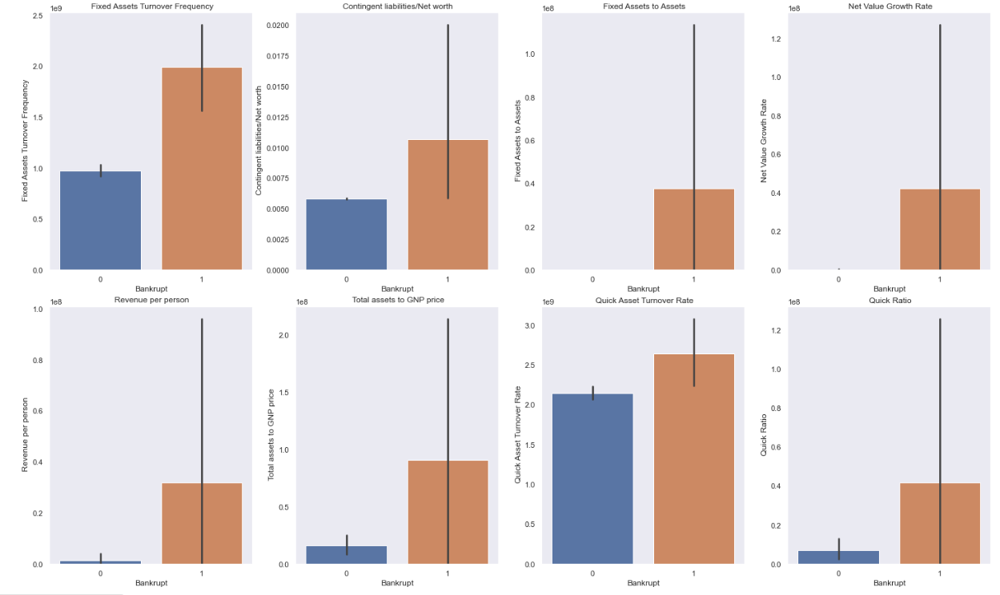 Fixed Assets Turnover Frequency
1e9
2.5
2.0
1.5
1.0
0.5
0.0
Fixed Assets Turnover Frequency
0 1
Bankrupt
Contingent liabilities/Net worth
0.0200
0.0175
0.0150
0.0125
0.0100
0.0075
0.0050
0.0025
0.0000
Contingent liabilities/Net worth
0 1
Bankrupt
Fixed Assets to Assets
1e8
1.0
0.8
0.6
0.4
0.2
0.0
Fixed Assets to Assets
0 1
Bankrupt
Net Value Growth Rate
1e8
1.2
1.0
0.8
0.6
0.4
0.2
0.0
Net Value Growth Rate
0 1
Bankrupt
Revenue per person
1e8
1.0
0.8
0.6
0.4
0.2
0.0
Revenue per person
0 1
Bankrupt
Total assets to GNP price
1e8
2.0
1.5
1.0
0.5
0.0
Total assets to GNP price
0 1
Bankrupt
Quick Asset Turnover Rate
1e9
3.0
2.5
2.0
1.5
1.0
0.5
0.0
Quick Asset Turnover Rate
0 1
Bankrupt
Quick Ratio
1e8
1.2
1.0
0.8
0.6
0.4
0.2
0.0
Quick Ratio
0 1
Bankrupt